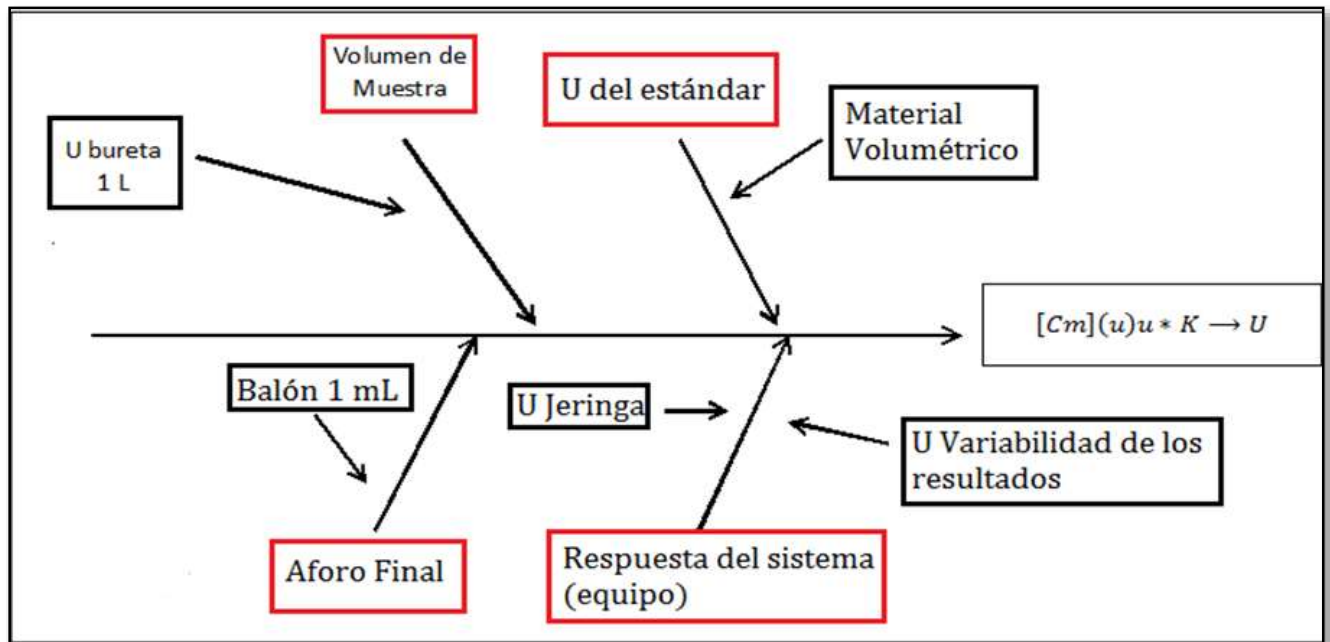 Volumen de
Muestra
U del estándar
Material
Volumétrico
U bureta
1 L
[Cm](u)u ∗ K ⟶ U
Balón 1 mL
U Jeringa
U Variabilidad de los
resultados
Aforo Final
Respuesta del sistema
(equipo)